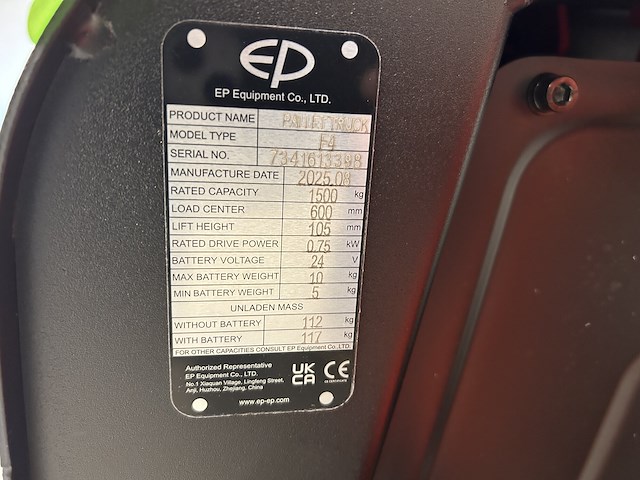 EP
EP Equipment Co., LTD.
PRODUCT NAME PALLET TRUCK
MODEL TYPE F4
SERIAL NO.
MANUFACTURE DATE 2025.08
RATED CAPACITY 1500 kg
LOAD CENTER 600 mm
LIFT HEIGHT 105 mm
RATED DRIVE POWER 0.75 kW
BATTERY VOLTAGE 24 V
MAX BATTERY WEIGHT 10 kg
MIN BATTERY WEIGHT 5 kg
UNLADEN MASS
WITHOUT BATTERY 112 kg
WITH BATTERY 117 kg
FOR OTHER CAPACITIES CONSULT EP Equipment Co.,LTD.
Authorized Representative
EP Equipment Co., LTD.
No.1 Xiaquan Village, Lingfeng Street,
Anji, Huzhou, Zhejiang, China
UK CA CE
CE CERTIFICATE
www.ep-ep.com